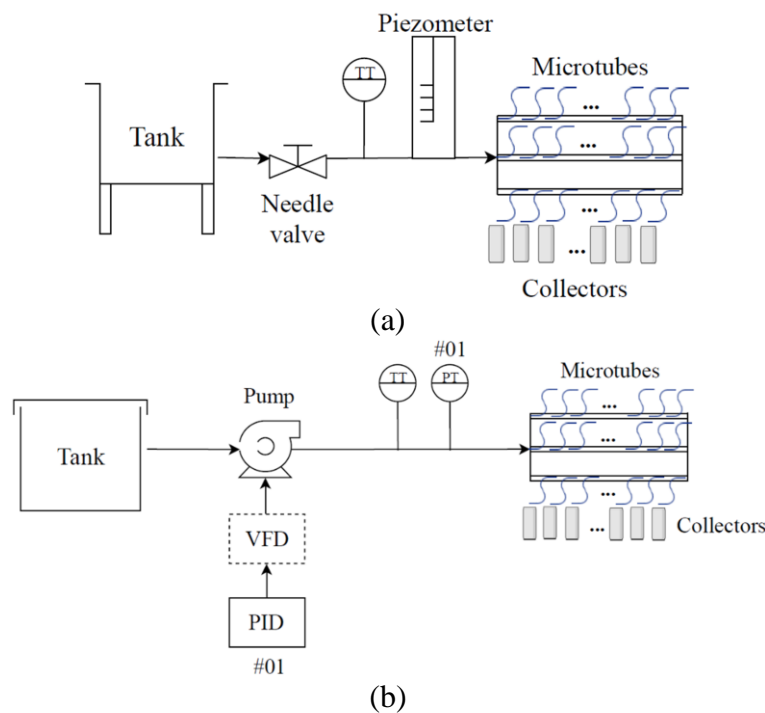 Piezometer
TT
Microtubes
...
Tank
...
Needle
valve
...
...
Collectors
(a)
#01
TT
PT
Microtubes
Pump
...
Tank
...
VFD
...
...
Collectors
PID
#01
(b)